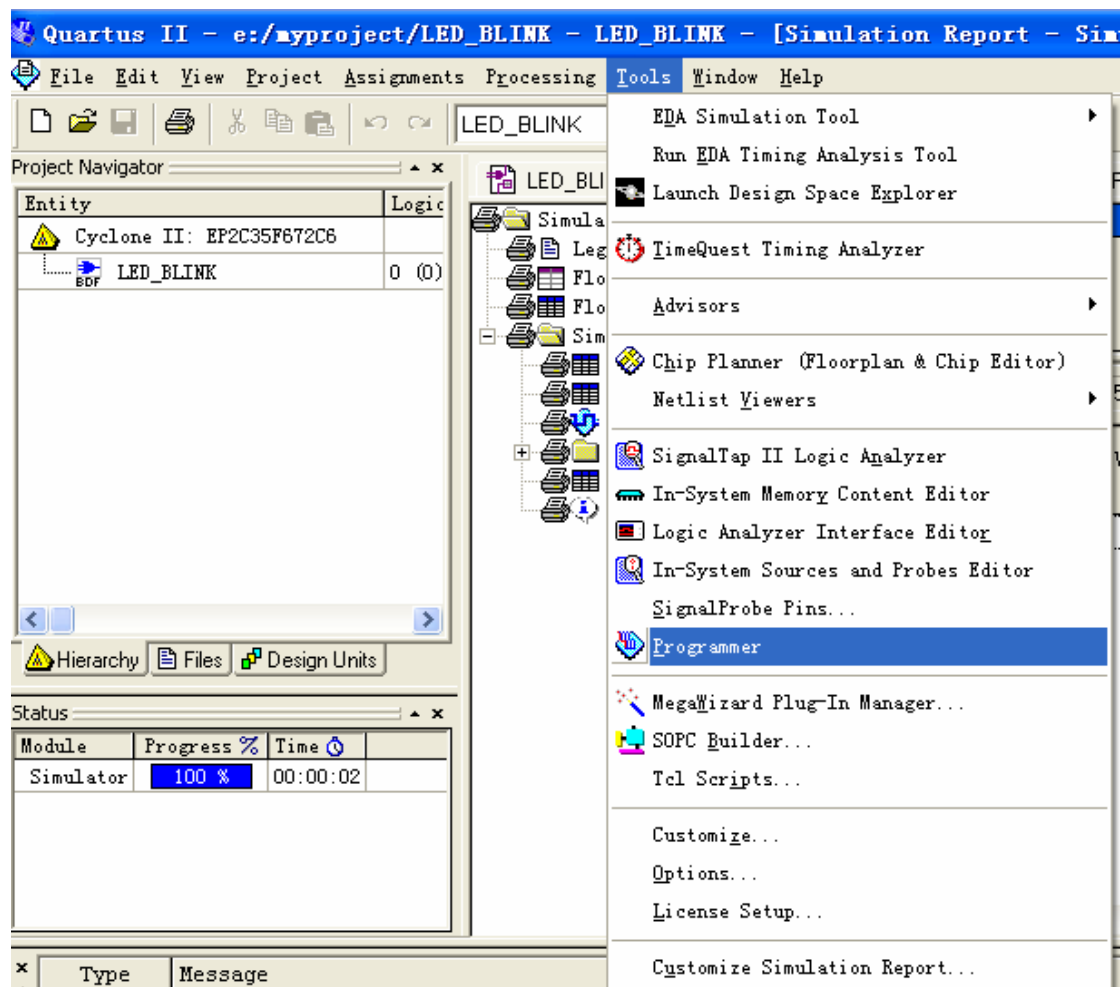 Quartus II - e:/myproject/LED_BLINK - LED_BLINK - [Simulation Report - Sim
File Edit View Project Assignments Processing Tools Window Help
LED_BLINK
Project Navigator
Entity Logic
Cyclone II: EP2C35F672C6
BDF LED_BLINK 0 (0)
Hierarchy Files Design Units
Status
Module Progress % Time
Simulator 100 % 00:00:02
Type Message
LED_BLI
Simula
Leg
Flo
Flo
Sim
EDA Simulation Tool
Run EDA Timing Analysis Tool
Launch Design Space Explorer
TimeQuest Timing Analyzer
Advisors
Chip Planner (Floorplan & Chip Editor)
Netlist Viewers
SignalTap II Logic Analyzer
In-System Memory Content Editor
Logic Analyzer Interface Editor
In-System Sources and Probes Editor
SignalProbe Pins...
Programmer
MegaWizard Plug-In Manager...
SOPC Builder...
Tcl Scripts...
Customize...
Options...
License Setup...
Customize Simulation Report...